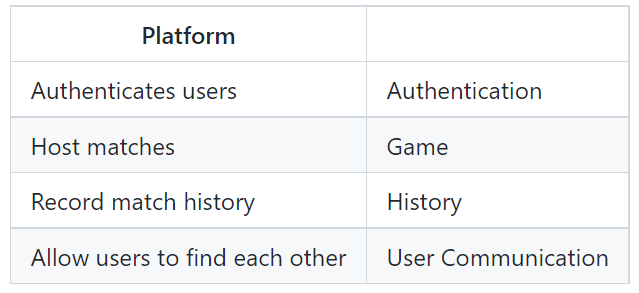 Platform
Authenticates users Authentication
Host matches Game
Record match history History
Allow users to find each other User Communication